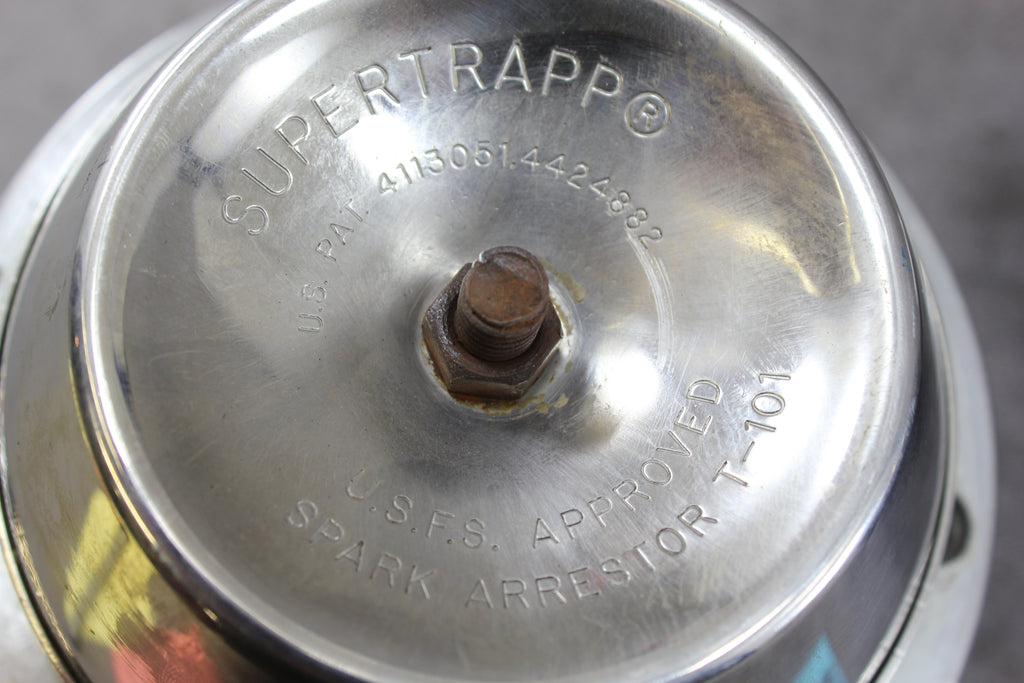 SUPERTRAPP®
U.S. PAT. 4113051.4424882
U.S.F.S. APPROVED
SPARK ARRESTOR T-101